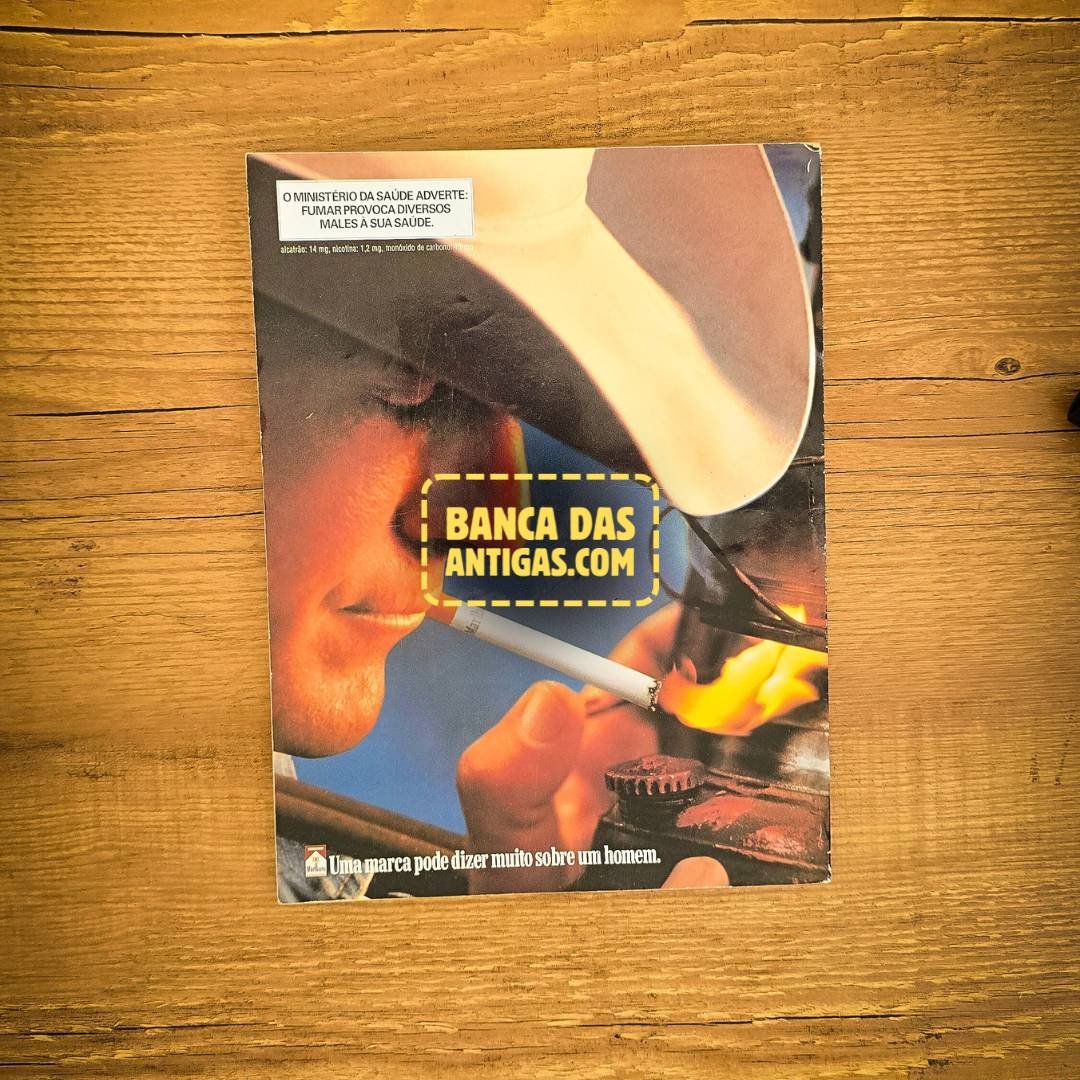 O MINISTÉRIO DA SAÚDE ADVERTE:
FUMAR PROVOCA DIVERSOS
MALES À SUA SAÚDE.
alcatrão: 14 mg, nicotina: 1,2 mg, monóxido de carbono:
BANCA DAS
ANTIGAS.COM
Marlboro
Uma marca pode dizer muito sobre um homem.